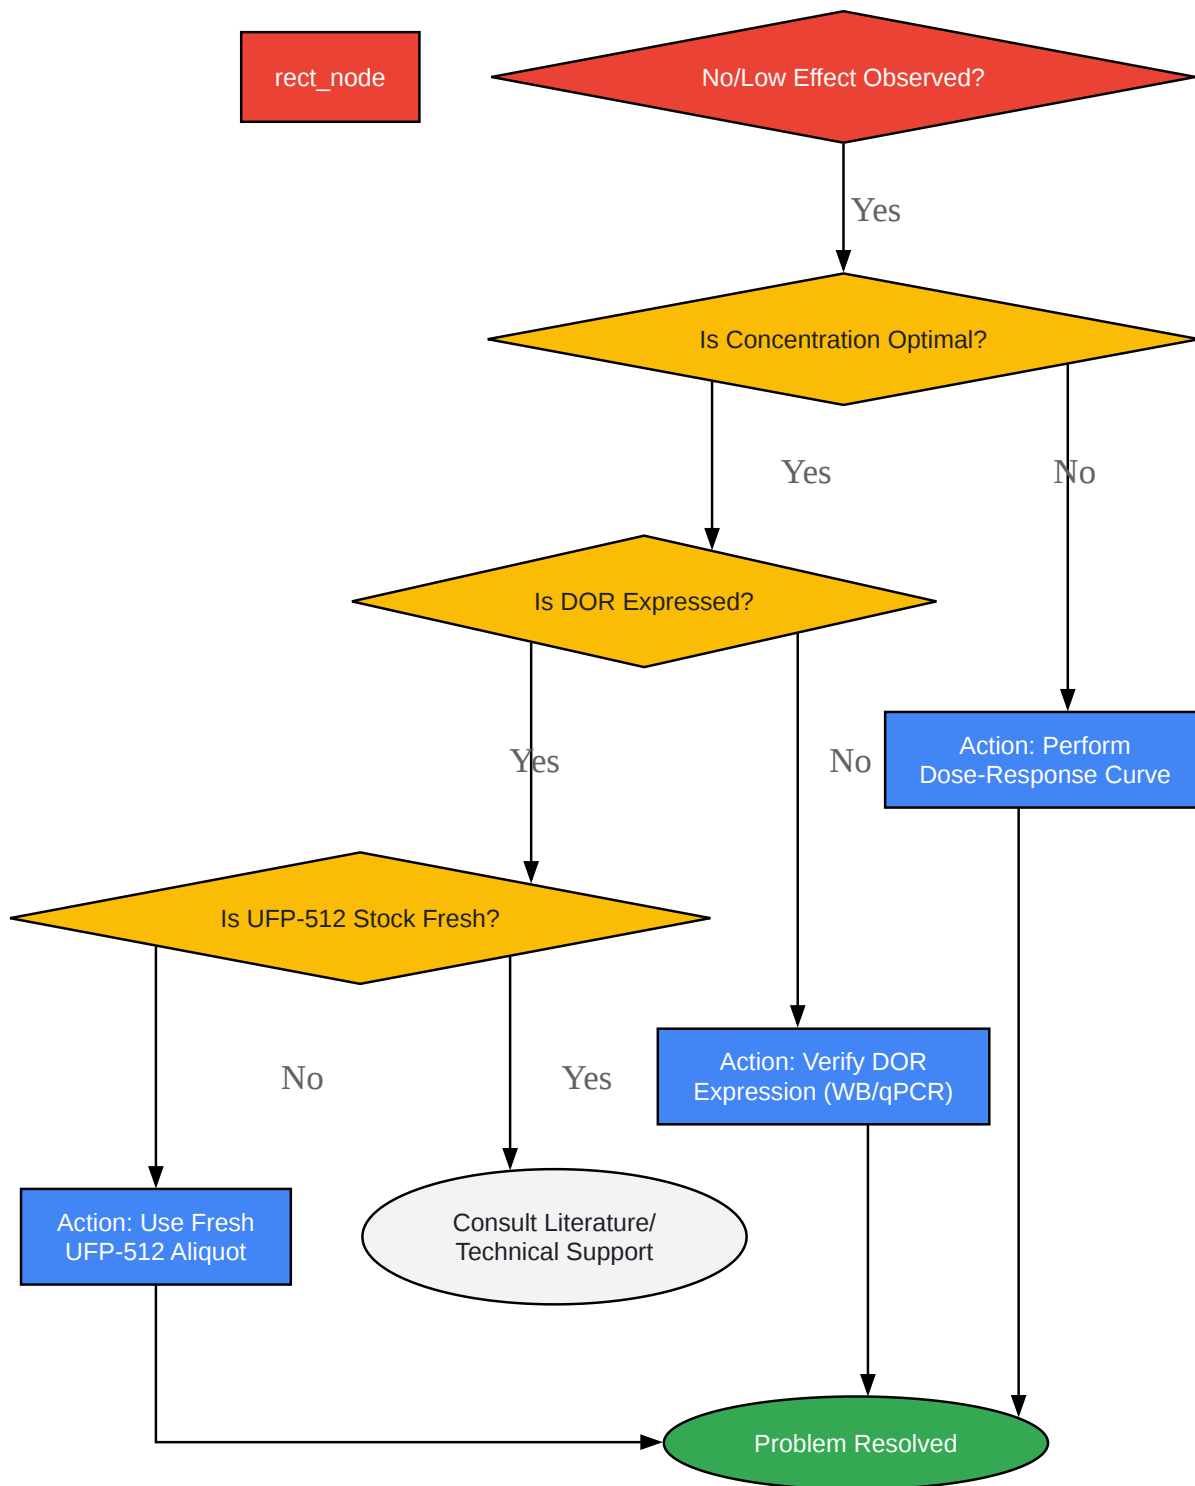 rect_node
No/Low Effect Observed?
Yes
Is Concentration Optimal?
Yes
No
Is DOR Expressed?
Yes
No
Action: Perform
Dose-Response Curve
Is UFP-512 Stock Fresh?
No
Yes
Action: Verify DOR
Expression (WB/qPCR)
Action: Use Fresh
UFP-512 Aliquot
Consult Literature/
Technical Support
Problem Resolved